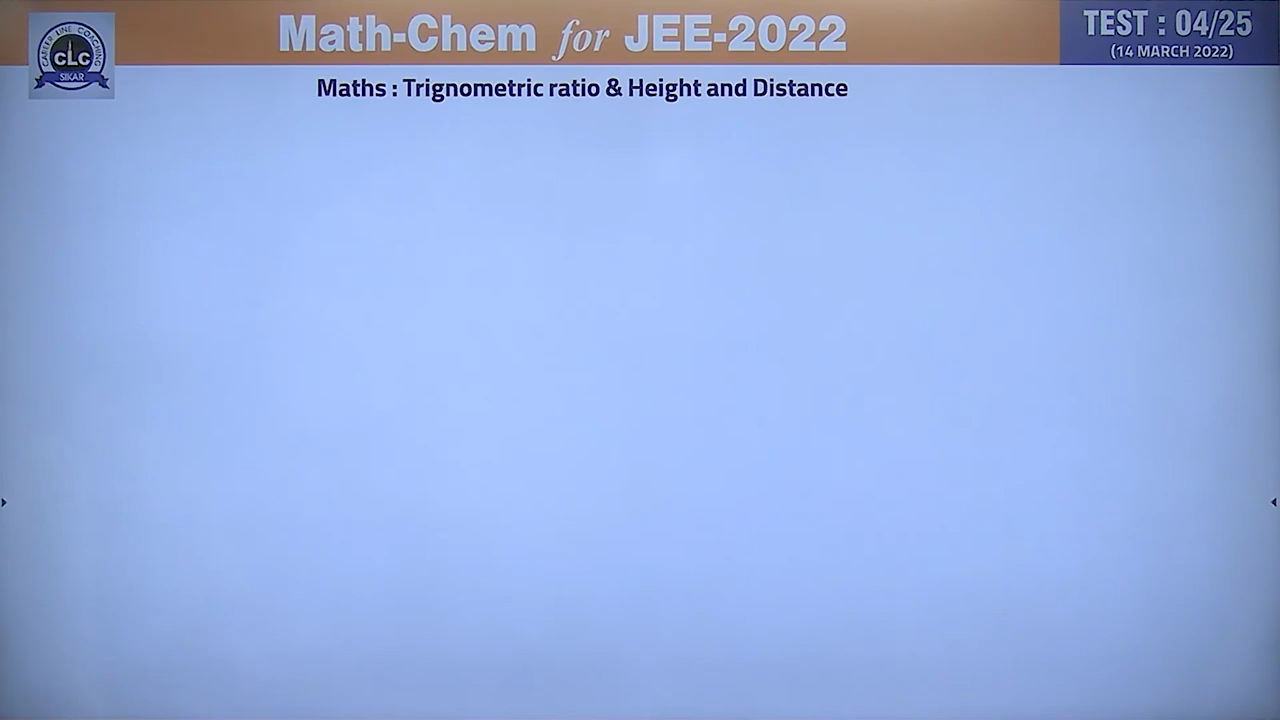 Math-Chem for JEE-2022
TEST : 04/25
(14 MARCH 2022)
CAREER LINE COACHING
CLC
SIKAR
Maths : Trignometric ratio & Height and Distance